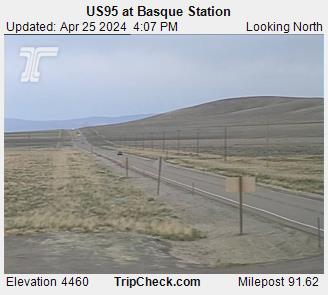 US95 at Basque Station
Updated: Apr 25 2024 4:07 PM Looking North
Elevation 4460 TripCheck.com Milepost 91.62